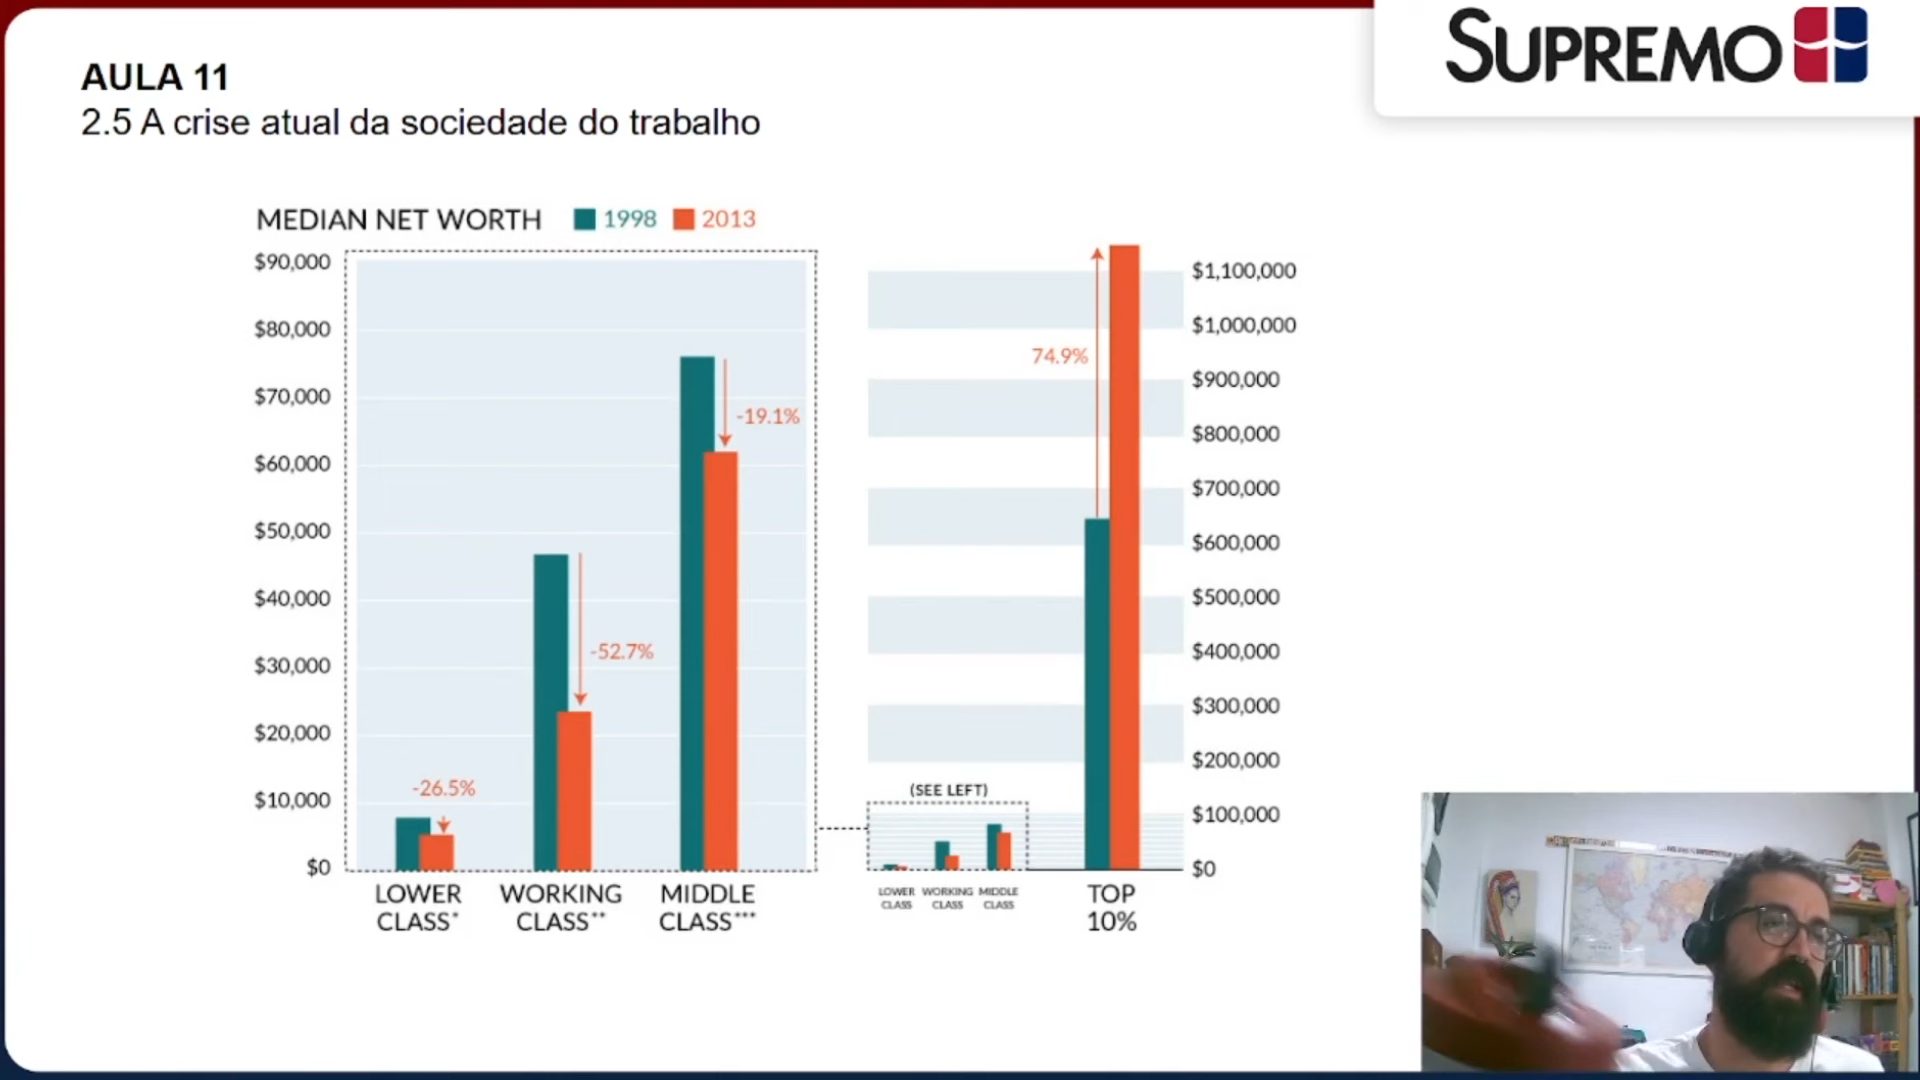 SUPREMO
AULA 11
2.5 A crise atual da sociedade do trabalho
MEDIAN NET WORTH 1998 2013
$90,000
$80,000
$70,000
$60,000
$50,000
$40,000
$30,000
$20,000
$10,000
$0
-26.5%
-52.7%
-19.1%
LOWER
CLASS*
WORKING
CLASS**
MIDDLE
CLASS***
74.9%
(SEE LEFT)
LOWER
CLASS
WORKING
CLASS
MIDDLE
CLASS
TOP
10%
$1,100,000
$1,000,000
$900,000
$800,000
$700,000
$600,000
$500,000
$400,000
$300,000
$200,000
$100,000
$0